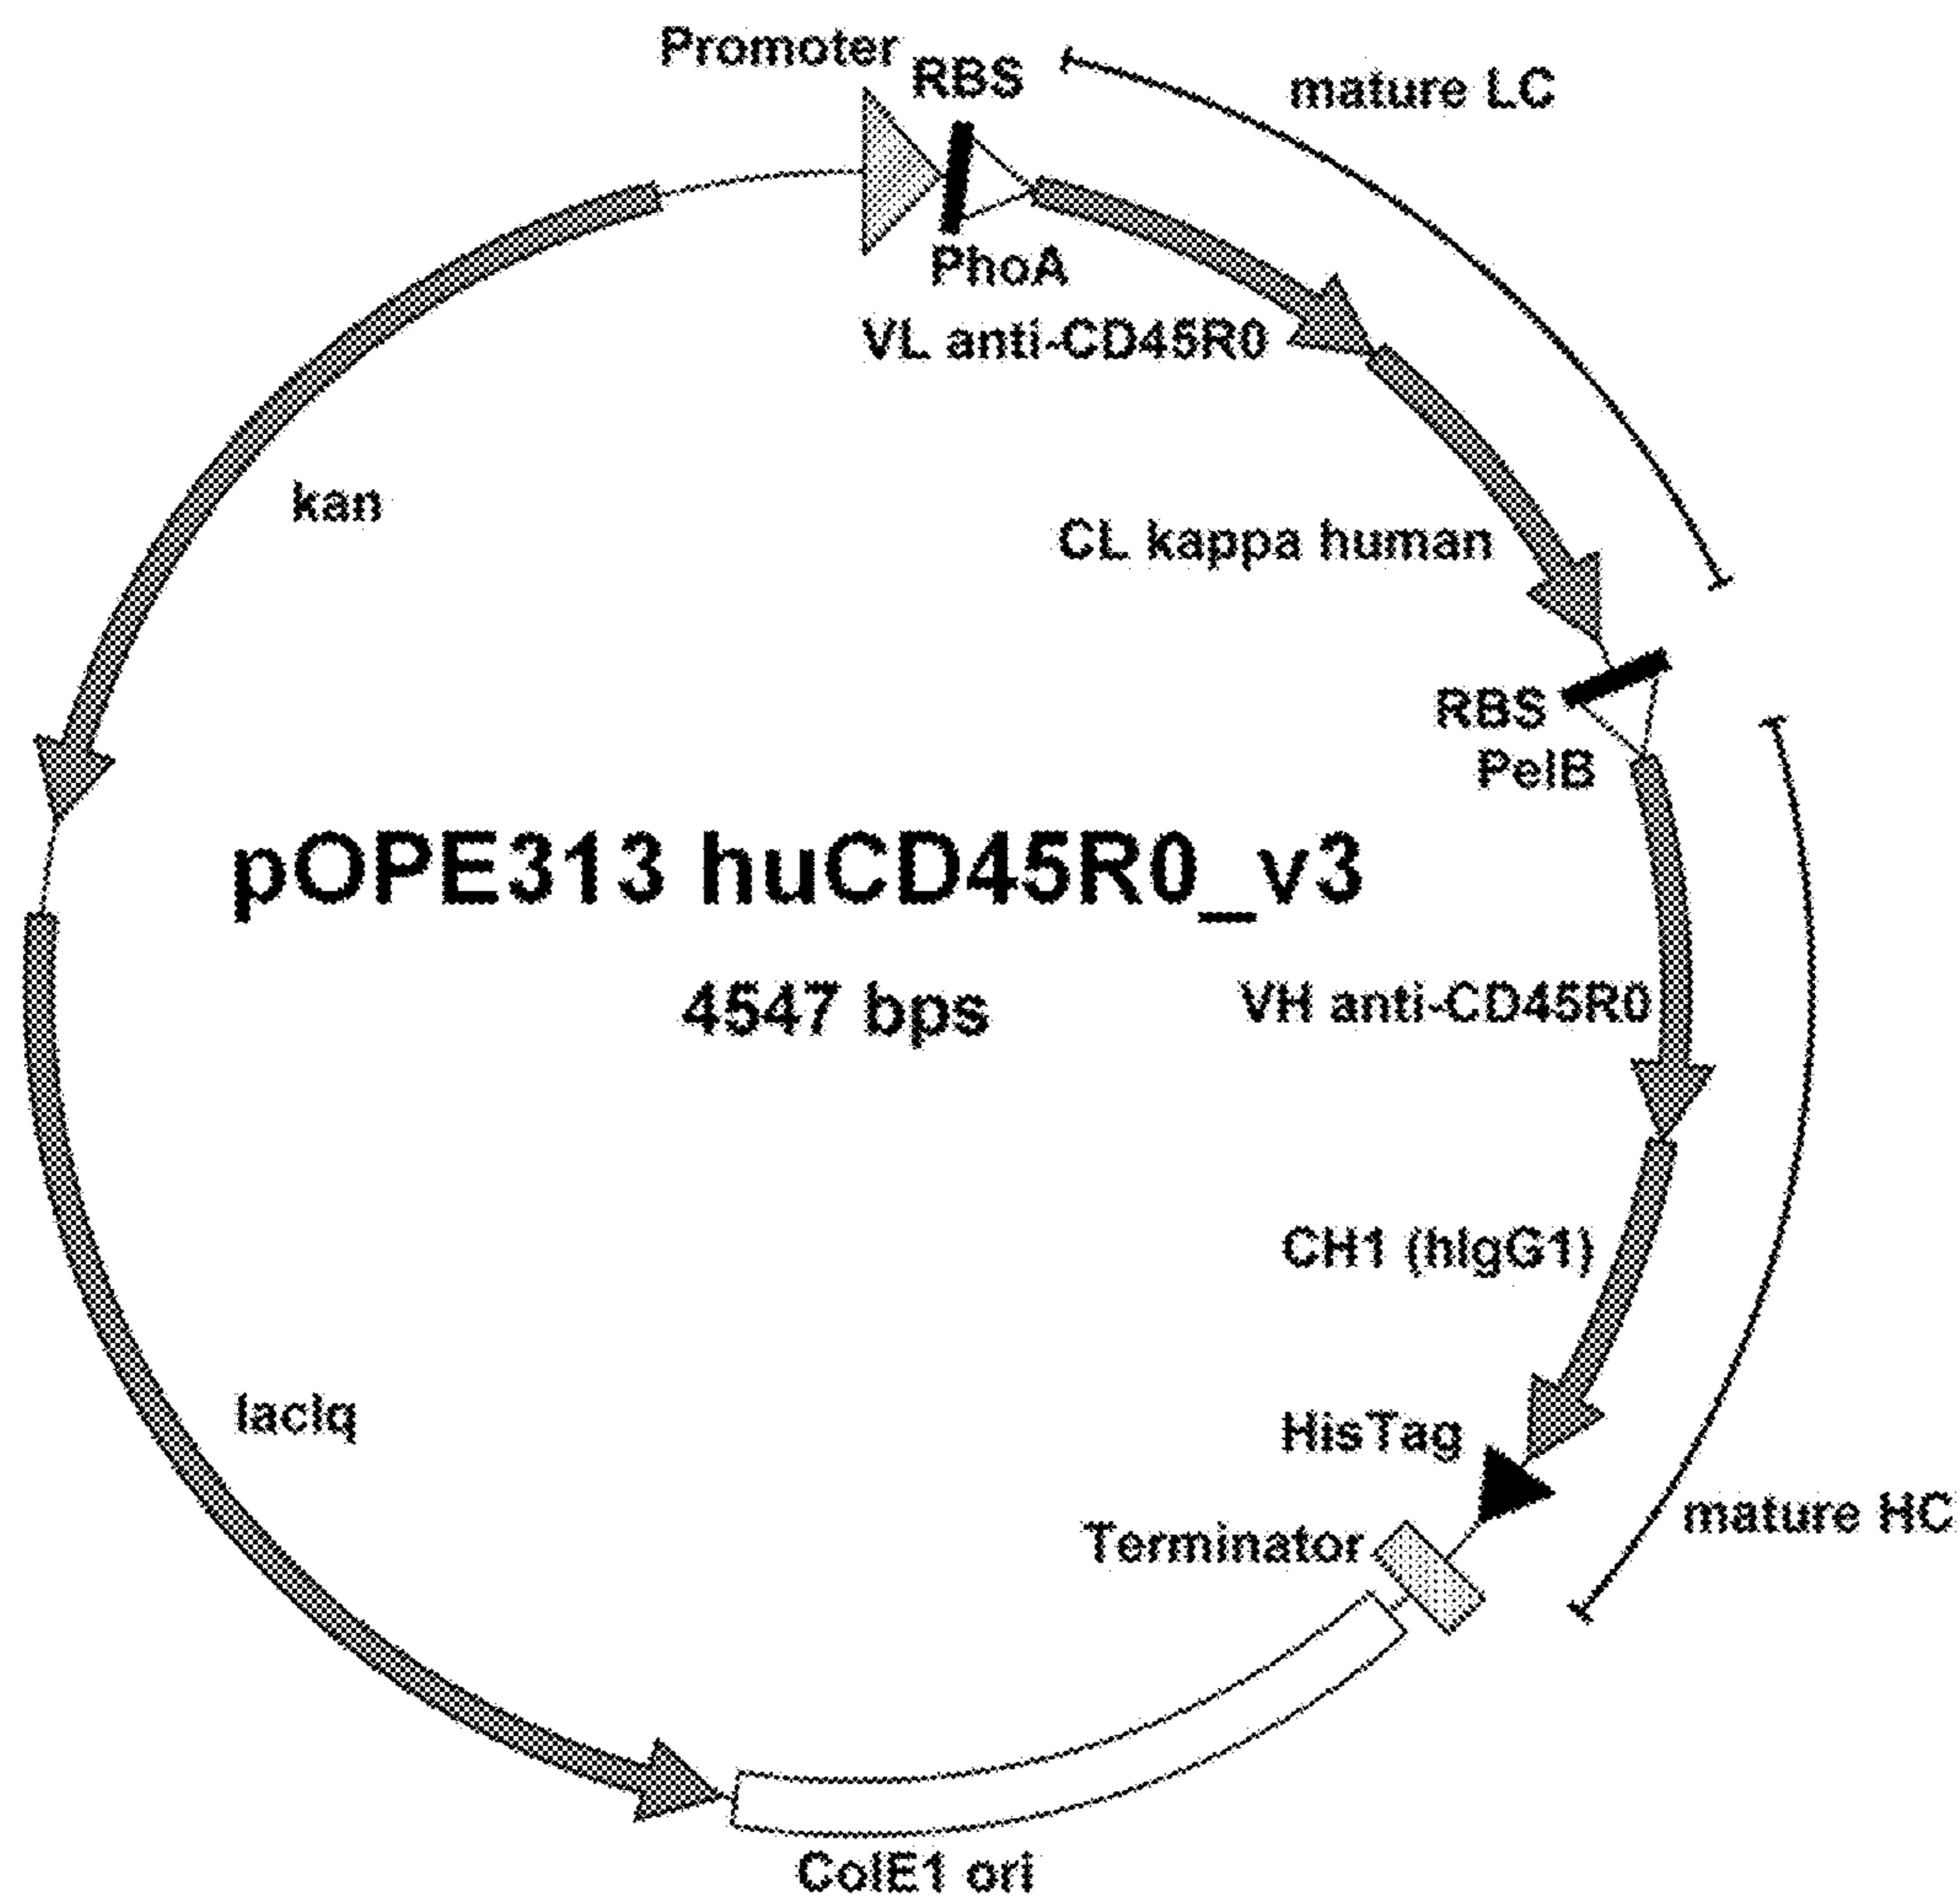 Promoter
RBS
mature LC
PhoA
VL anti-CD45R0
kan
CL kappa human
RBS
PelB
pOPE313 huCD45R0_v3
4547 bps
VH anti-CD45R0
CH1 (hIgG1)
lacIq
HisTag
mature HC
Terminator
ColE1 ori